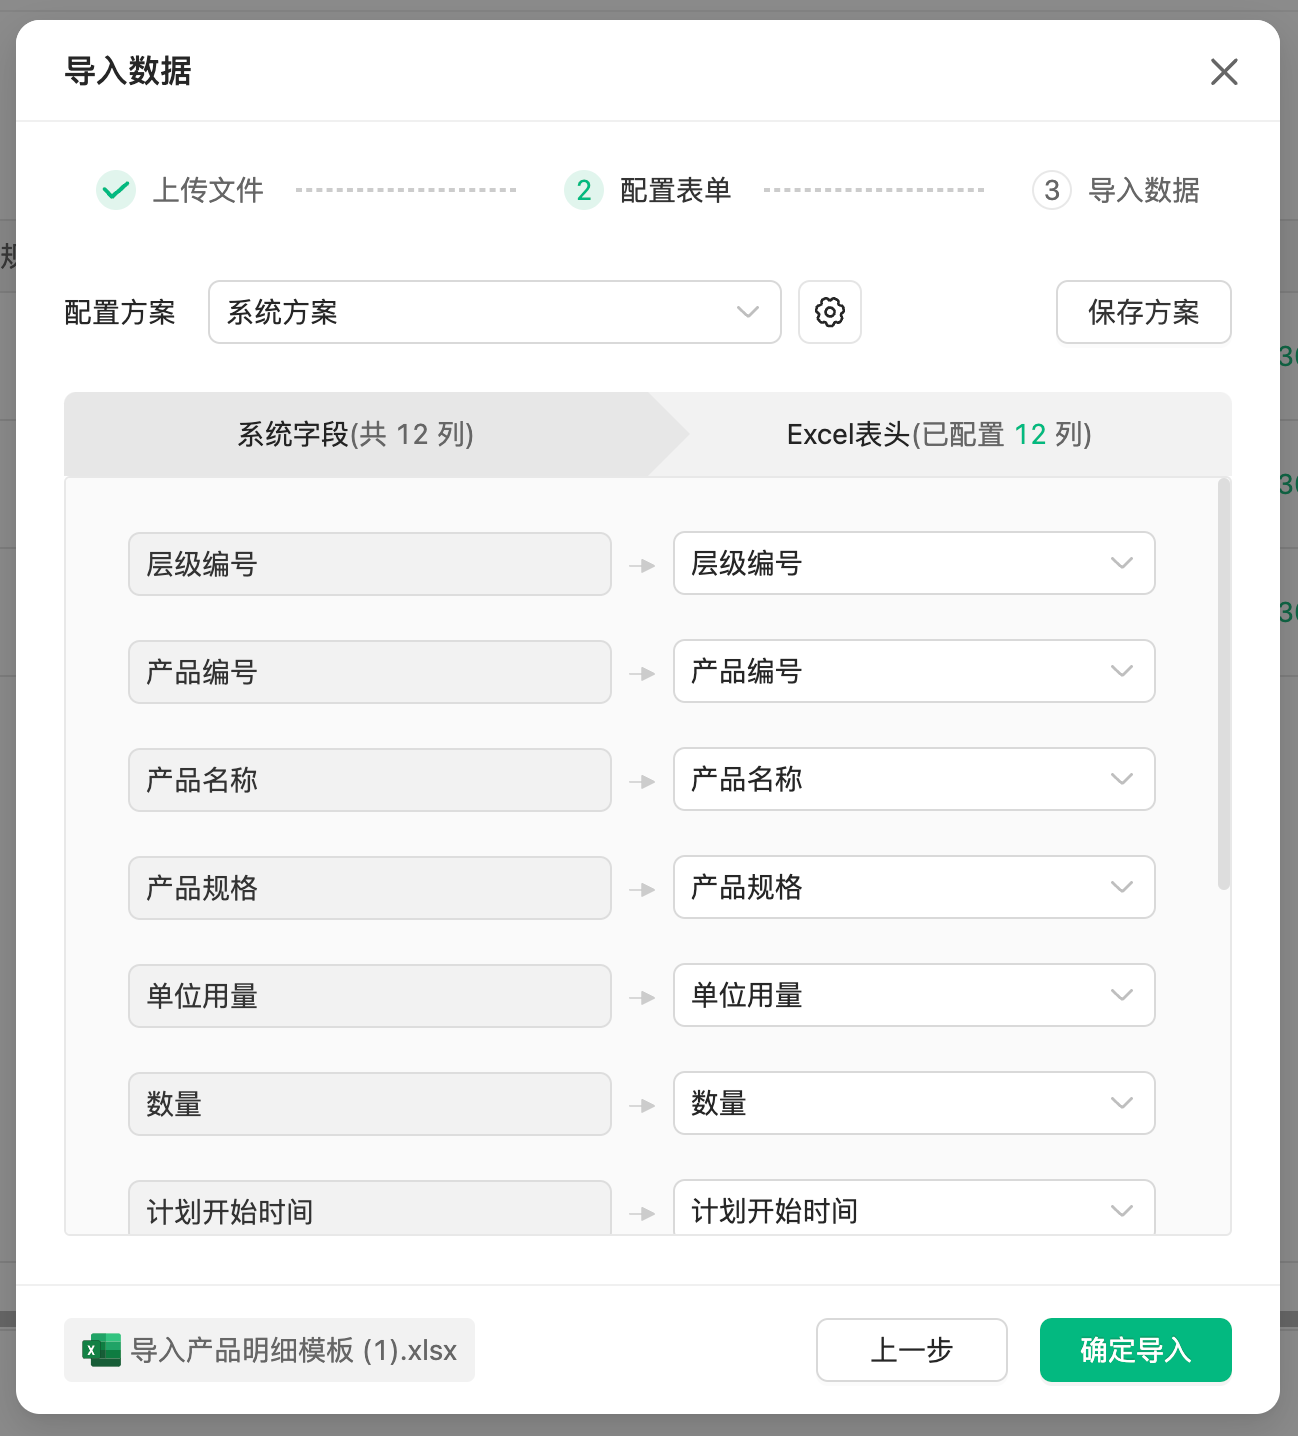 导入数据
上传文件 2 配置表单 3 导入数据
配置方案 系统方案 保存方案
系统字段(共 12 列) Excel表头(已配置 12 列)
层级编号 层级编号
产品编号 产品编号
产品名称 产品名称
产品规格 产品规格
单位用量 单位用量
数量 数量
计划开始时间 计划开始时间
导入产品明细模板 (1).xlsx 上一步 确定导入